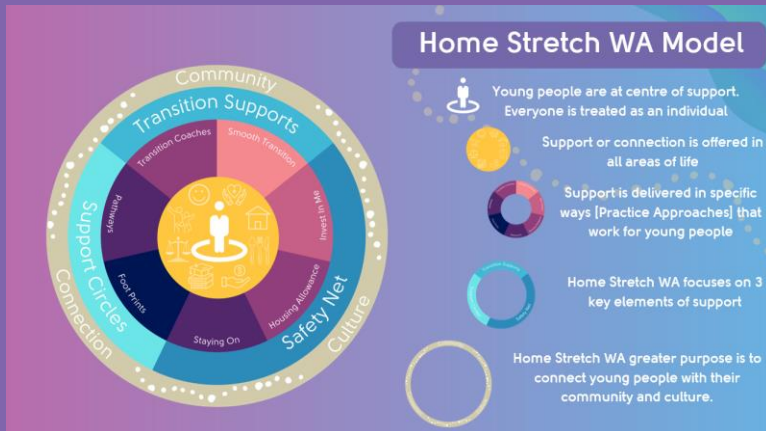 Home Stretch WA Model
Community
Transition Supports
Transition Coaches
Smooth Transition
Pathways
Invest In Me
Foot Prints
Housing Allowance
Staying On
Support Circles
Safety Net
Connection
Culture
Young people are at centre of support.
Everyone is treated as an individual
Support or connection is offered in
all areas of life
Support is delivered in specific
ways [Practice Approaches] that
work for young people
Home Stretch WA focuses on 3
key elements of support
Home Stretch WA greater purpose is to
connect young people with their
community and culture.